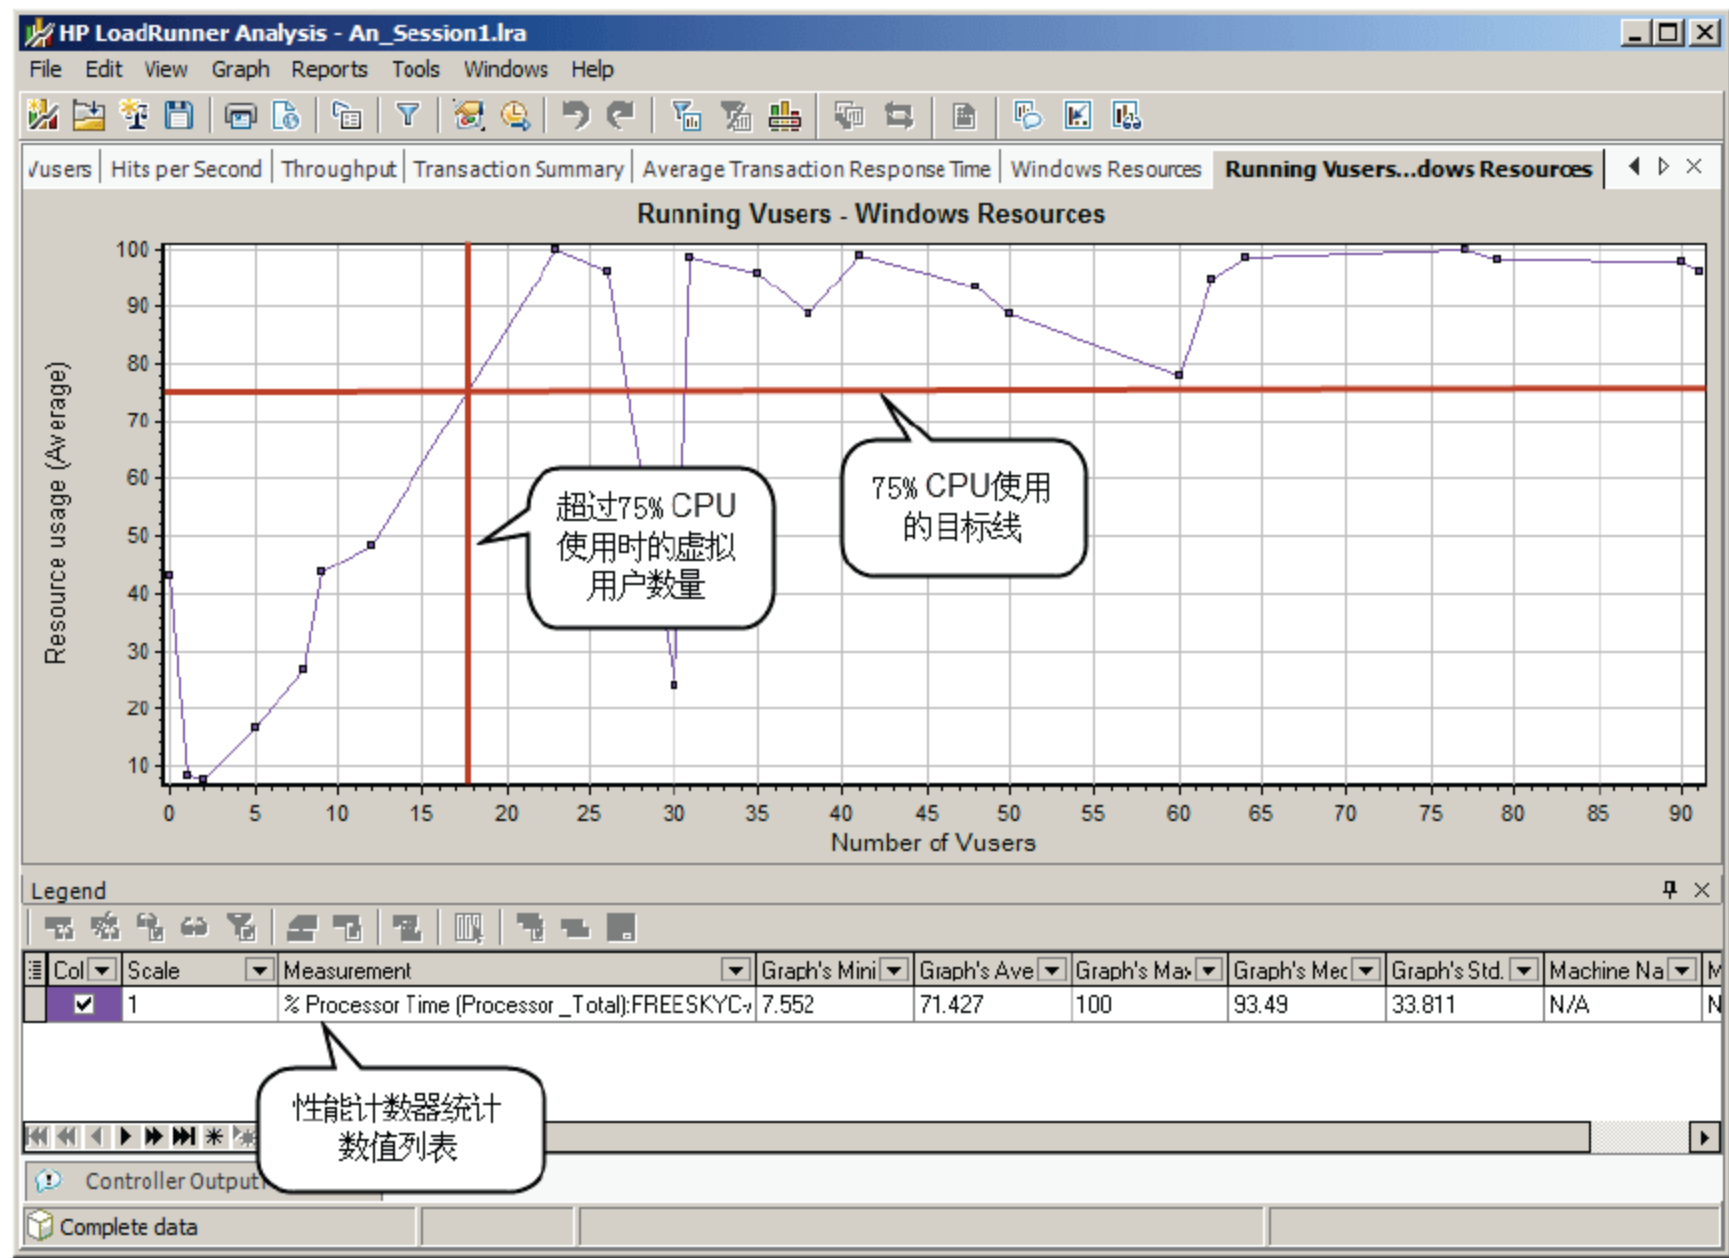 HP LoadRunner Analysis - An_Session1.lra
File Edit View Graph Reports Tools Windows Help
Vusers Hits per Second Throughput Transaction Summary Average Transaction Response Time Windows Resources Running Vusers...dows Resources
Running Vusers - Windows Resources
Resource usage (Average)
100
90
80
70
60
50
40
30
20
10
75% CPU使用
的目标线
超过75% CPU
使用时的虚拟
用户数量
0 5 10 15 20 25 30 35 40 45 50 55 60 65 70 75 80 85 90
Number of Vusers
Legend
Col Scale Measurement Graph's Mini Graph's Ave Graph's Max Graph's Med Graph's Std. Machine Na M
1 % Processor Time (Processor _Total):FREESKYC- 7.552 71.427 100 93.49 33.811 N/A N
性能计数器统计
数值列表
Controller Output
Complete data